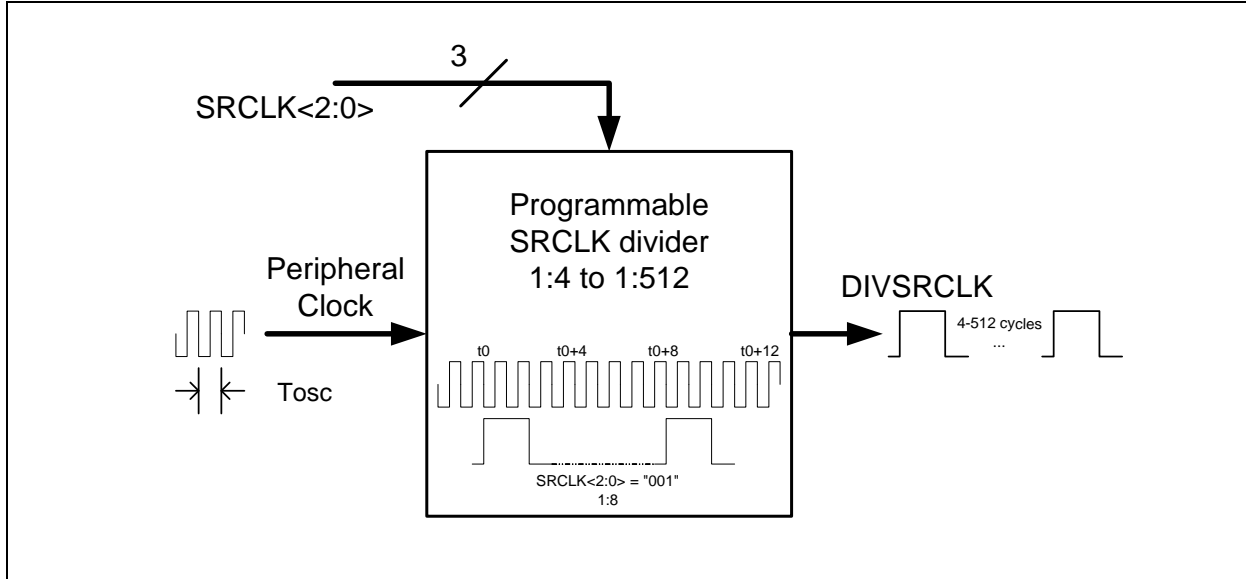 3
SRCLK<2:0>
Programmable
SRCLK divider
1:4 to 1:512
Peripheral
Clock
DIVSRCLK
4-512 cycles
...
t0 t0+4 t0+8 t0+12
Tosc
SRCLK<2:0> = "001"
1:8